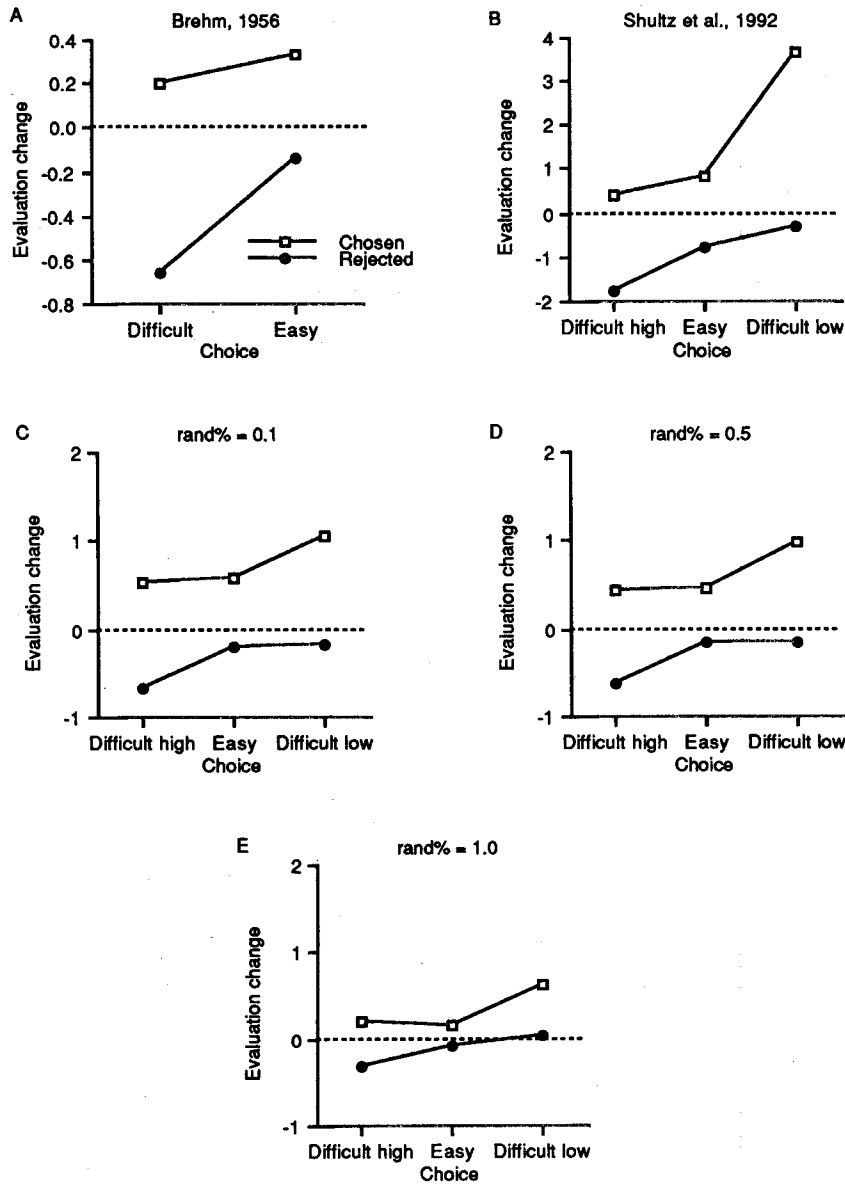 A
Brehm, 1956
0.4
0.2
0.0
-0.2
-0.4
-0.6
-0.8
Evaluation change
Chosen
Rejected
Difficult Easy
Choice
B
Shultz et al., 1992
4
3
2
1
0
-1
-2
Evaluation change
Difficult high Easy Difficult low
Choice
C
rand% = 0.1
2
1
0
-1
Evaluation change
Difficult high Easy Difficult low
Choice
D
rand% = 0.5
2
1
0
-1
Evaluation change
Difficult high Easy Difficult low
Choice
E
rand% = 1.0
2
1
0
-1
Evaluation change
Difficult high Easy Difficult low
Choice